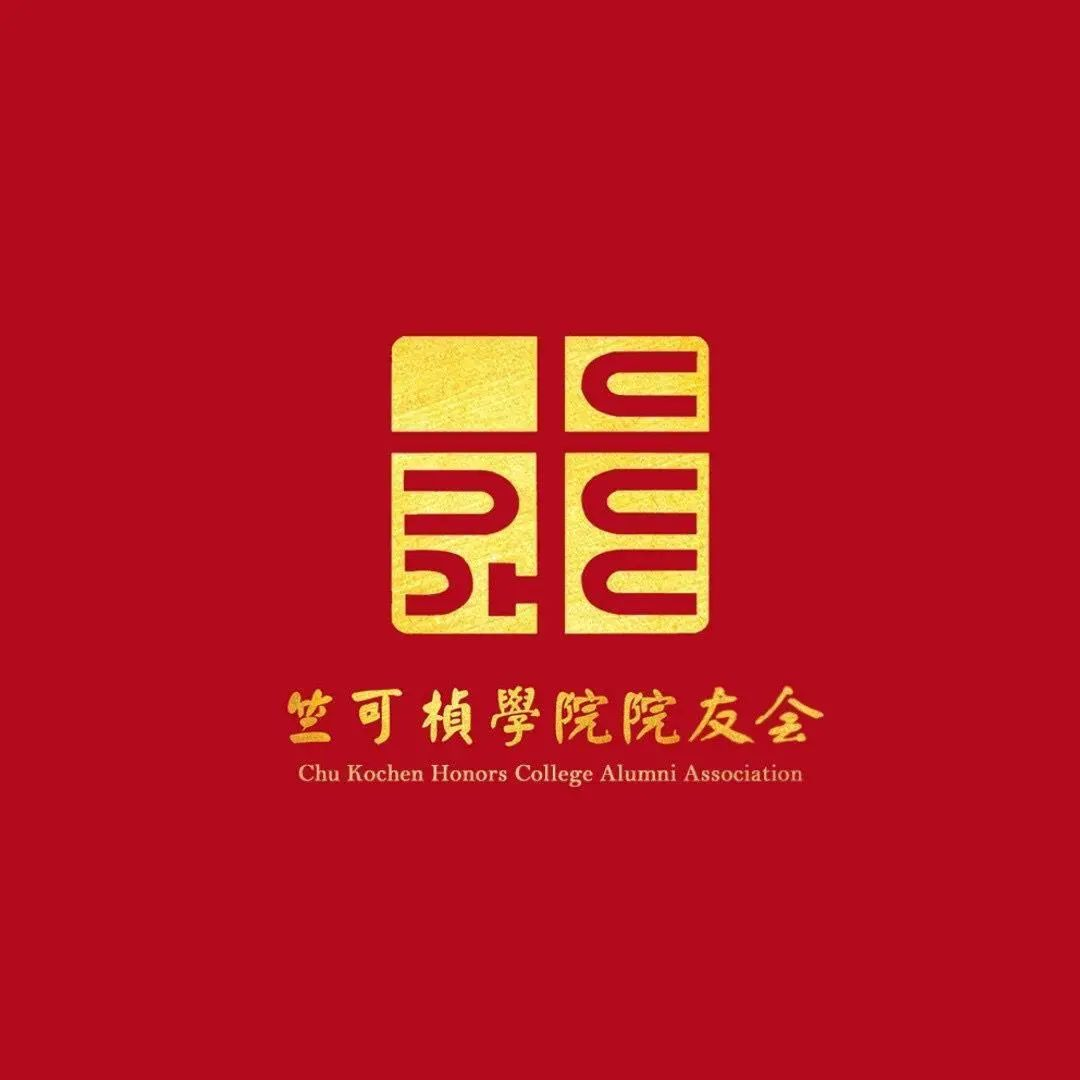 竺可楨學院院友会
Chu Kochen Honors College Alumni Association